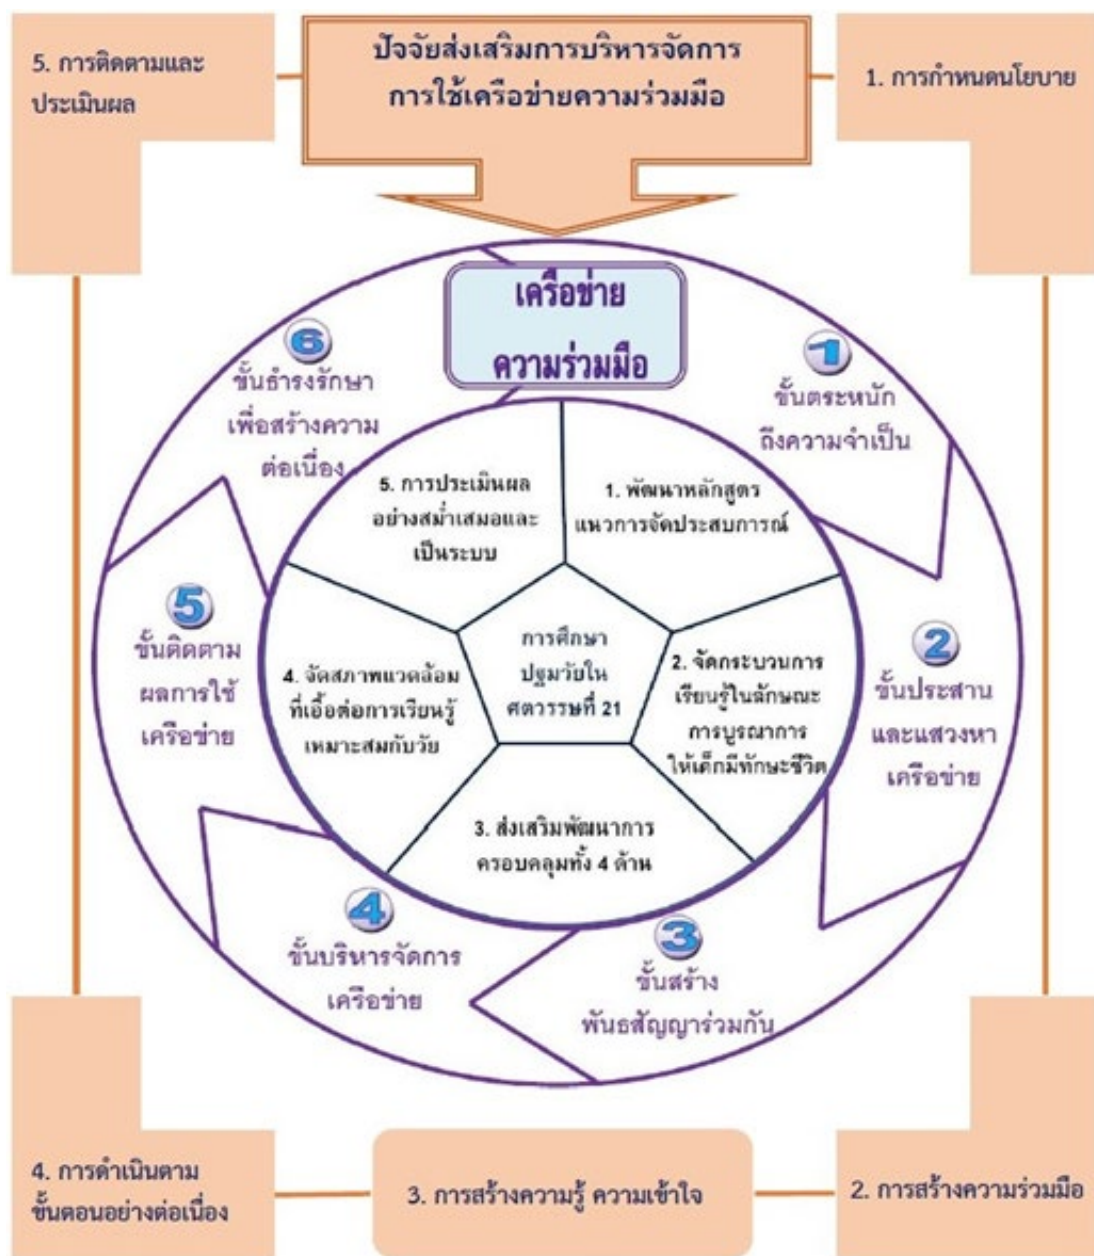 ปัจจัยส่งเสริมการบริหารจัดการ
การใช้เครือข่ายความร่วมมือ
1. การกำหนดนโยบาย
2. การสร้างความร่วมมือ
3. การสร้างความรู้ ความเข้าใจ
4. การดำเนินตาม
ขั้นตอนอย่างต่อเนื่อง
5. การติดตามและ
ประเมินผล
เครือข่าย
ความร่วมมือ
1
ขั้นตระหนัก
ถึงความจำเป็น
2
ขั้นประสาน
และแสวงหา
เครือข่าย
3
ขั้นสร้าง
พันธสัญญาร่วมกัน
4
ขั้นบริหารจัดการ
เครือข่าย
5
ขั้นติดตาม
ผลการใช้
เครือข่าย
6
ขั้นธำรงรักษา
เพื่อสร้างความ
ต่อเนื่อง
1. พัฒนาหลักสูตร
แนวการจัดประสบการณ์
2. จัดกระบวนการ
เรียนรู้ในลักษณะ
การบูรณาการ
ให้เด็กมีทักษะชีวิต
3. ส่งเสริมพัฒนาการ
ครอบคลุมทั้ง 4 ด้าน
4. จัดสภาพแวดล้อม
ที่เอื้อต่อการเรียนรู้
เหมาะสมกับวัย
5. การประเมินผล
อย่างสม่ำเสมอและ
เป็นระบบ
การศึกษา
ปฐมวัยใน
ศตวรรษที่ 21